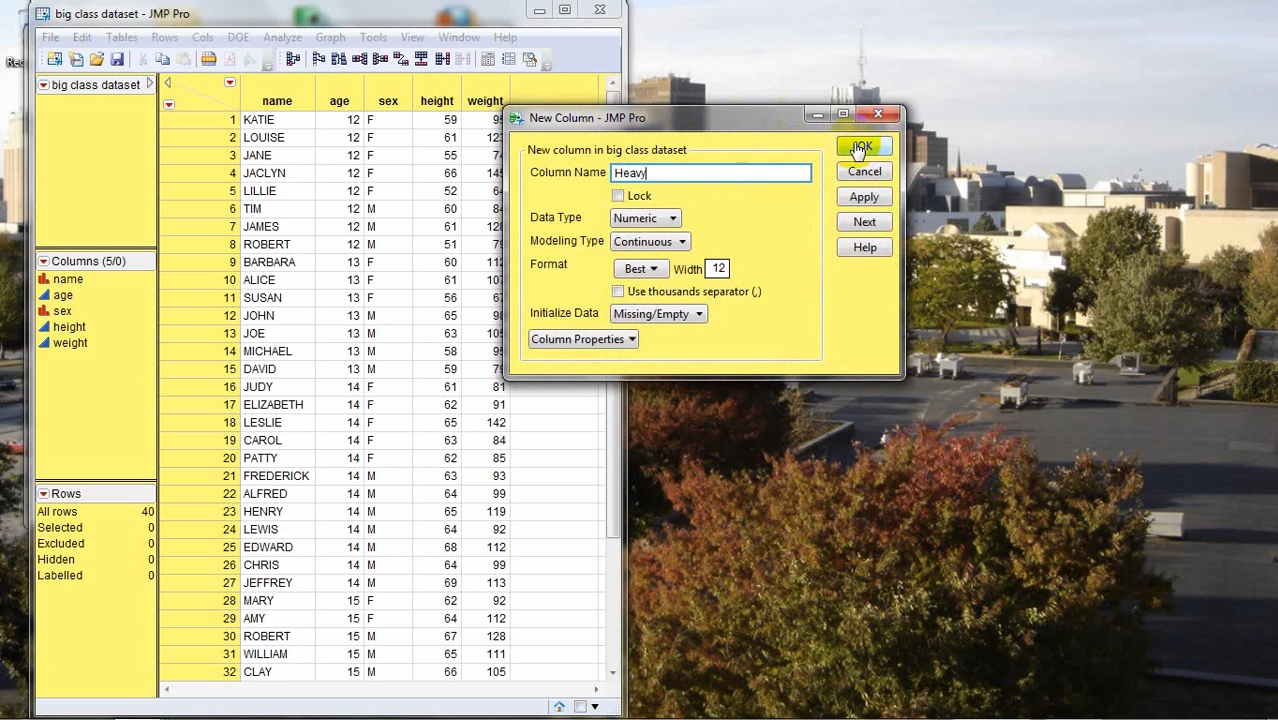 big class dataset - JMP Pro
File Edit Tables Rows Cols DOE Analyze Graph Tools View Window Help
big class dataset
name age sex height weight
1 KATIE 12 F 59
2 LOUISE 12 F 61
3 JANE 12 F 55
4 JACLYN 12 F 66
5 LILLIE 12 F 52
6 TIM 12 M 60
7 JAMES 12 M 61
8 ROBERT 12 M 51
9 BARBARA 13 F 60
10 ALICE 13 F 61
11 SUSAN 13 F 56
12 JOHN 13 M 65
13 JOE 13 M 63
14 MICHAEL 13 M 58
15 DAVID 13 M 59
16 JUDY 14 F 61 81
17 ELIZABETH 14 F 62 91
18 LESLIE 14 F 65 142
19 CAROL 14 F 63 84
20 PATTY 14 F 62 85
21 FREDERICK 14 M 63 93
22 ALFRED 14 M 64 99
23 HENRY 14 M 65 119
24 LEWIS 14 M 64 92
25 EDWARD 14 M 68 112
26 CHRIS 14 M 64 99
27 JEFFREY 14 M 69 113
28 MARY 15 F 62 92
29 AMY 15 F 64 112
30 ROBERT 15 M 67 128
31 WILLIAM 15 M 65 111
32 CLAY 15 M 66 105
Columns (5/0)
name
age
sex
height
weight
Rows
All rows 40
Selected 0
Excluded 0
Hidden 0
Labelled 0
New Column - JMP Pro
New column in big class dataset
Column Name Heavy
Lock
Data Type Numeric
Modeling Type Continuous
Format Best Width 12
Use thousands separator (,)
Initialize Data Missing/Empty
Column Properties
OK
Cancel
Apply
Next
Help